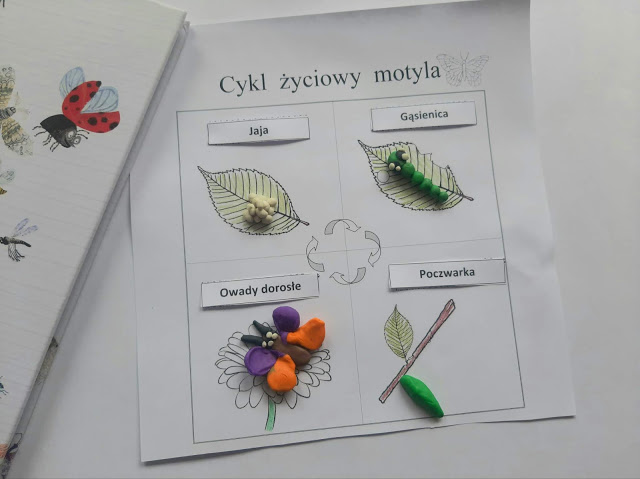 Cykl życiowy motyla
Jaja
Gąsienica
Owady dorosłe
Poczwarka